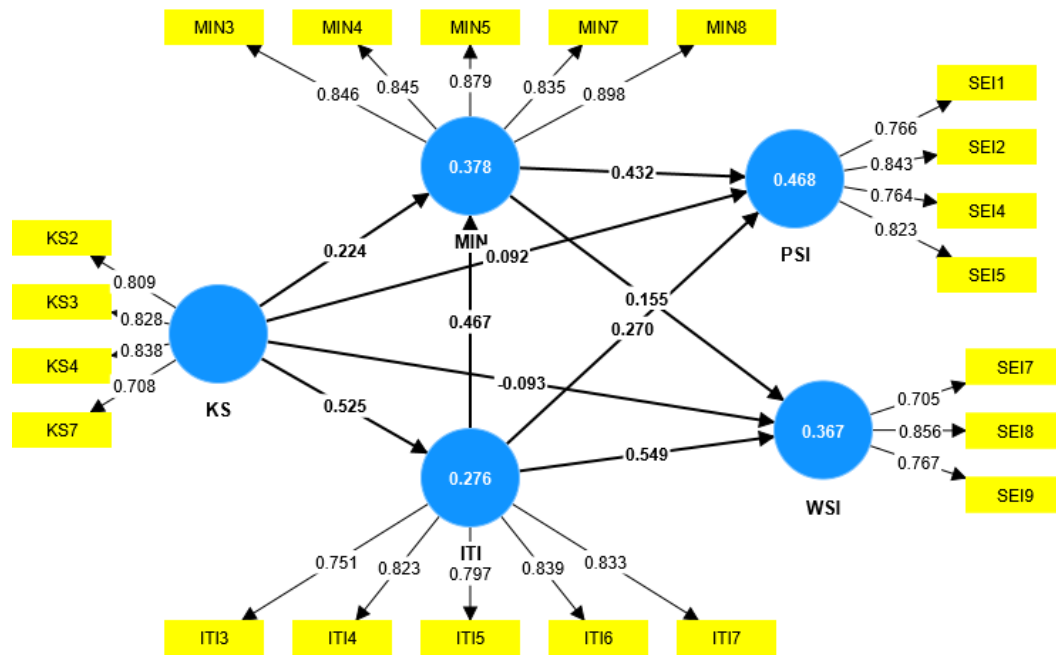 MIN3 MIN4 MIN5 MIN7 MIN8
0.846 0.845 0.879 0.835 0.898
SEI1
SEI2
SEI4
SEI5
0.766
0.843
0.764
0.823
0.378
MIN
0.468
PSI
0.432
0.224
0.092
KS2
KS3
KS4
KS7
0.809
0.828
0.838
0.708
KS
0.467
0.155
0.270
-0.093
0.525
0.549
0.367
WSI
0.705
0.856
0.767
SEI7
SEI8
SEI9
0.276
ITI
0.751 0.823 0.797 0.839 0.833
ITI3 ITI4 ITI5 ITI6 ITI7